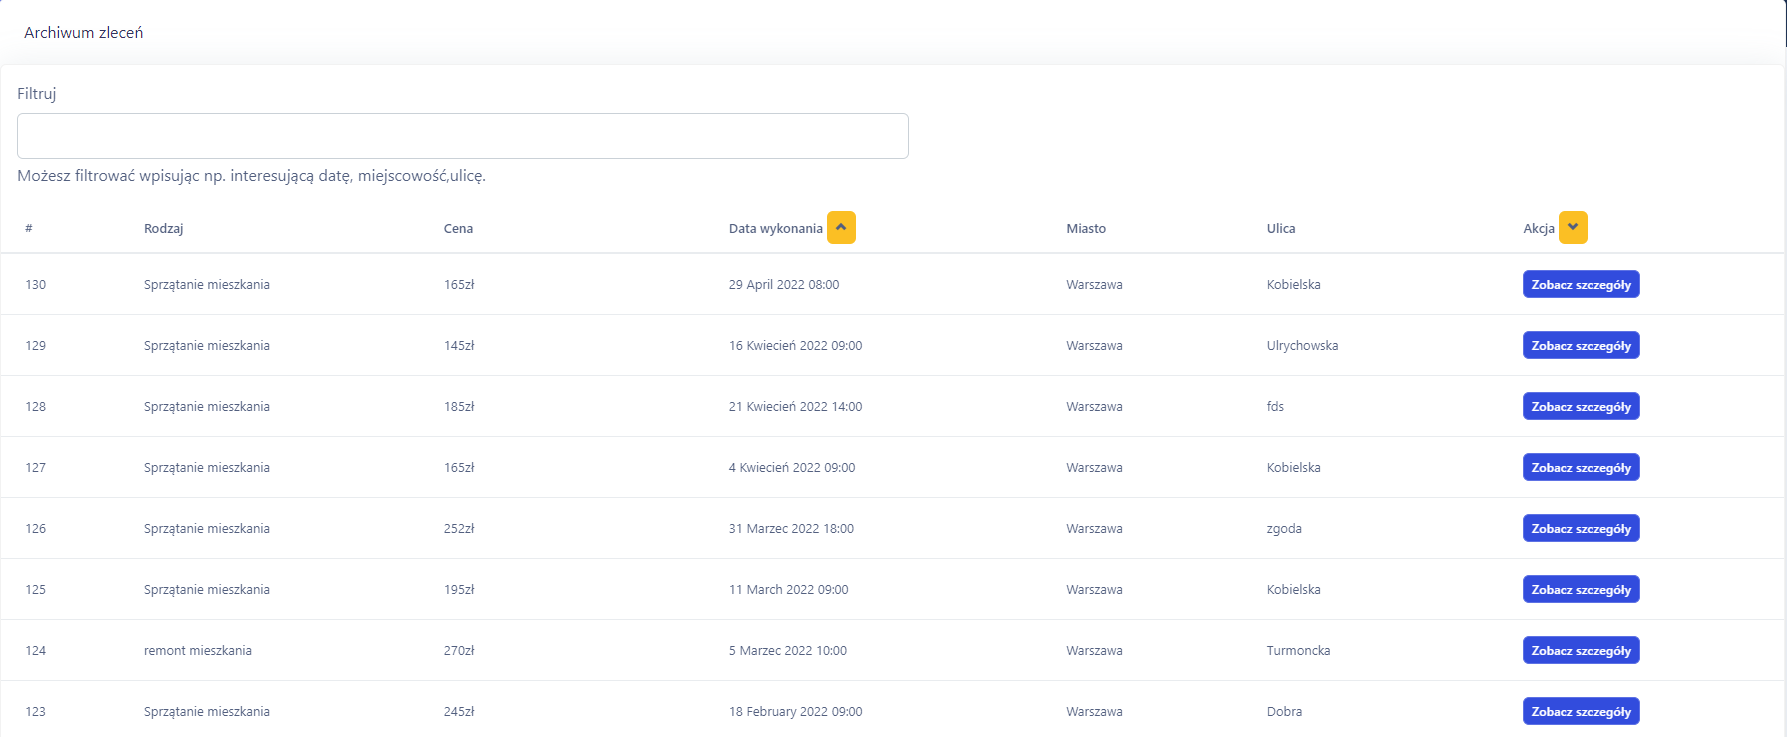 Archiwum zleceń
Filtruj
Możesz filtrować wpisując np. interesującą datę, miejscowość,ulicę.
# Rodzaj Cena Data wykonania Miasto Ulica Akcja
130 Sprzątanie mieszkania 165zł 29 April 2022 08:00 Warszawa Kobielska Zobacz szczegóły
129 Sprzątanie mieszkania 145zł 16 Kwiecień 2022 09:00 Warszawa Ulrychowska Zobacz szczegóły
128 Sprzątanie mieszkania 185zł 21 Kwiecień 2022 14:00 Warszawa fds Zobacz szczegóły
127 Sprzątanie mieszkania 165zł 4 Kwiecień 2022 09:00 Warszawa Kobielska Zobacz szczegóły
126 Sprzątanie mieszkania 252zł 31 Marzec 2022 18:00 Warszawa zgoda Zobacz szczegóły
125 Sprzątanie mieszkania 195zł 11 March 2022 09:00 Warszawa Kobielska Zobacz szczegóły
124 remont mieszkania 270zł 5 Marzec 2022 10:00 Warszawa Turmoncka Zobacz szczegóły
123 Sprzątanie mieszkania 245zł 18 February 2022 09:00 Warszawa Dobra Zobacz szczegóły